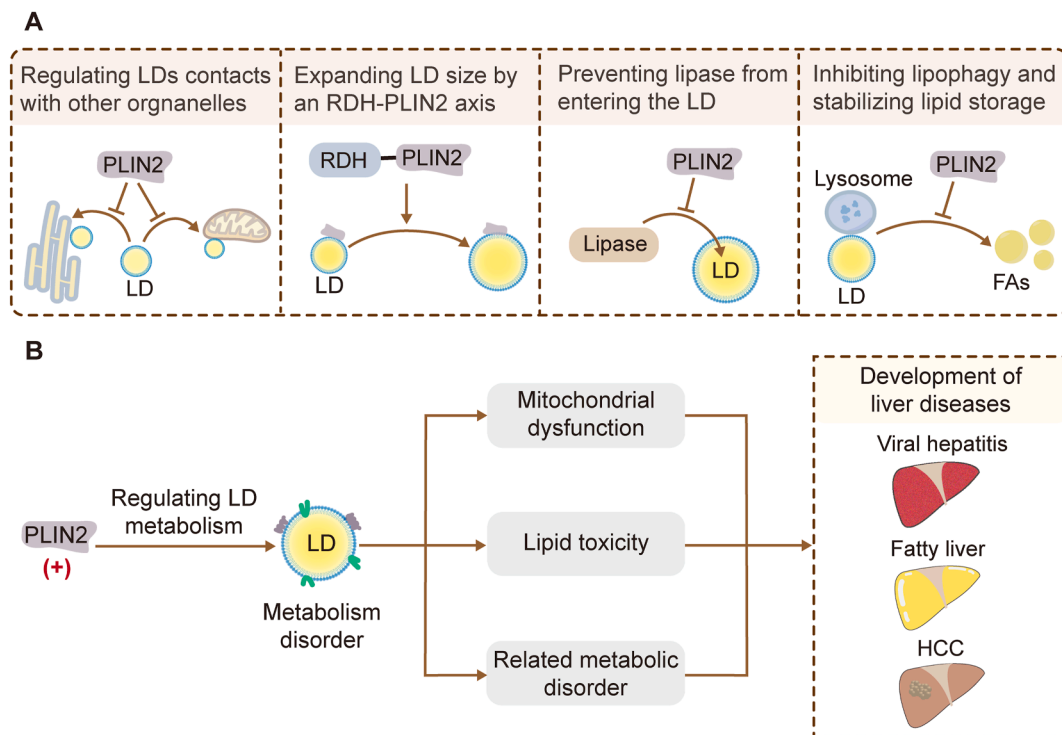 A
Regulating LDs contacts
with other orgnanelles
PLIN2
LD
Expanding LD size by
an RDH-PLIN2 axis
RDH
PLIN2
LD
Preventing lipase from
entering the LD
PLIN2
Lipase
LD
Inhibiting lipophagy and
stabilizing lipid storage
PLIN2
Lysosome
LD
FAs
B
PLIN2
(+)
Regulating LD
metabolism
LD
Metabolism
disorder
Mitochondrial
dysfunction
Lipid toxicity
Related metabolic
disorder
Development of
liver diseases
Viral hepatitis
Fatty liver
HCC